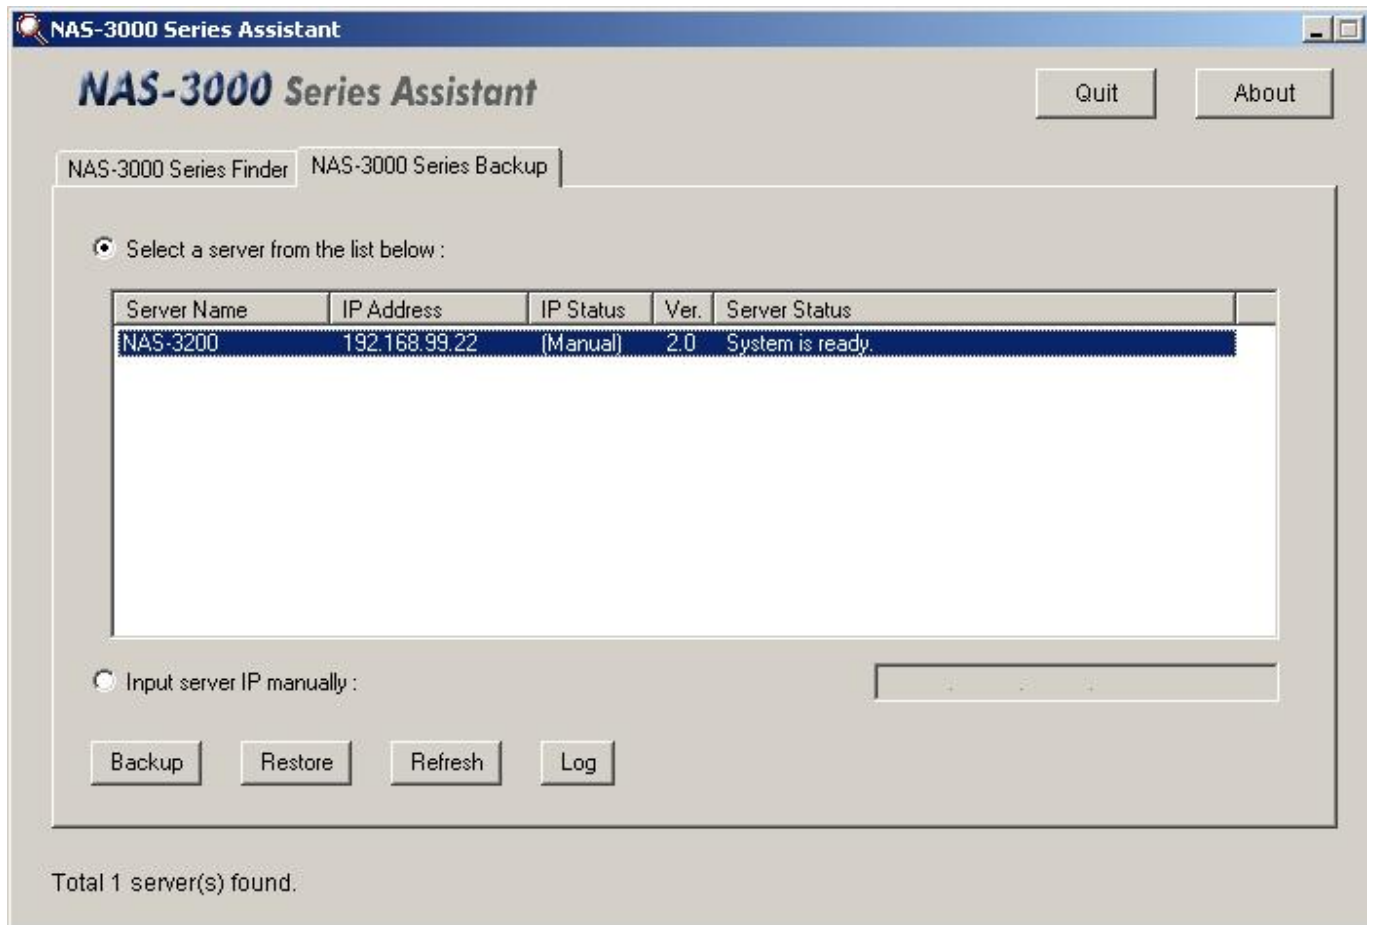 NAS-3000 Series Assistant
NAS-3000 Series Assistant Quit About
NAS-3000 Series Finder NAS-3000 Series Backup
Select a server from the list below :
Server Name IP Address IP Status Ver. Server Status
NAS-3200 192.168.99.22 (Manual) 2.0 System is ready.
Input server IP manually : . . .
Backup Restore Refresh Log
Total 1 server(s) found.